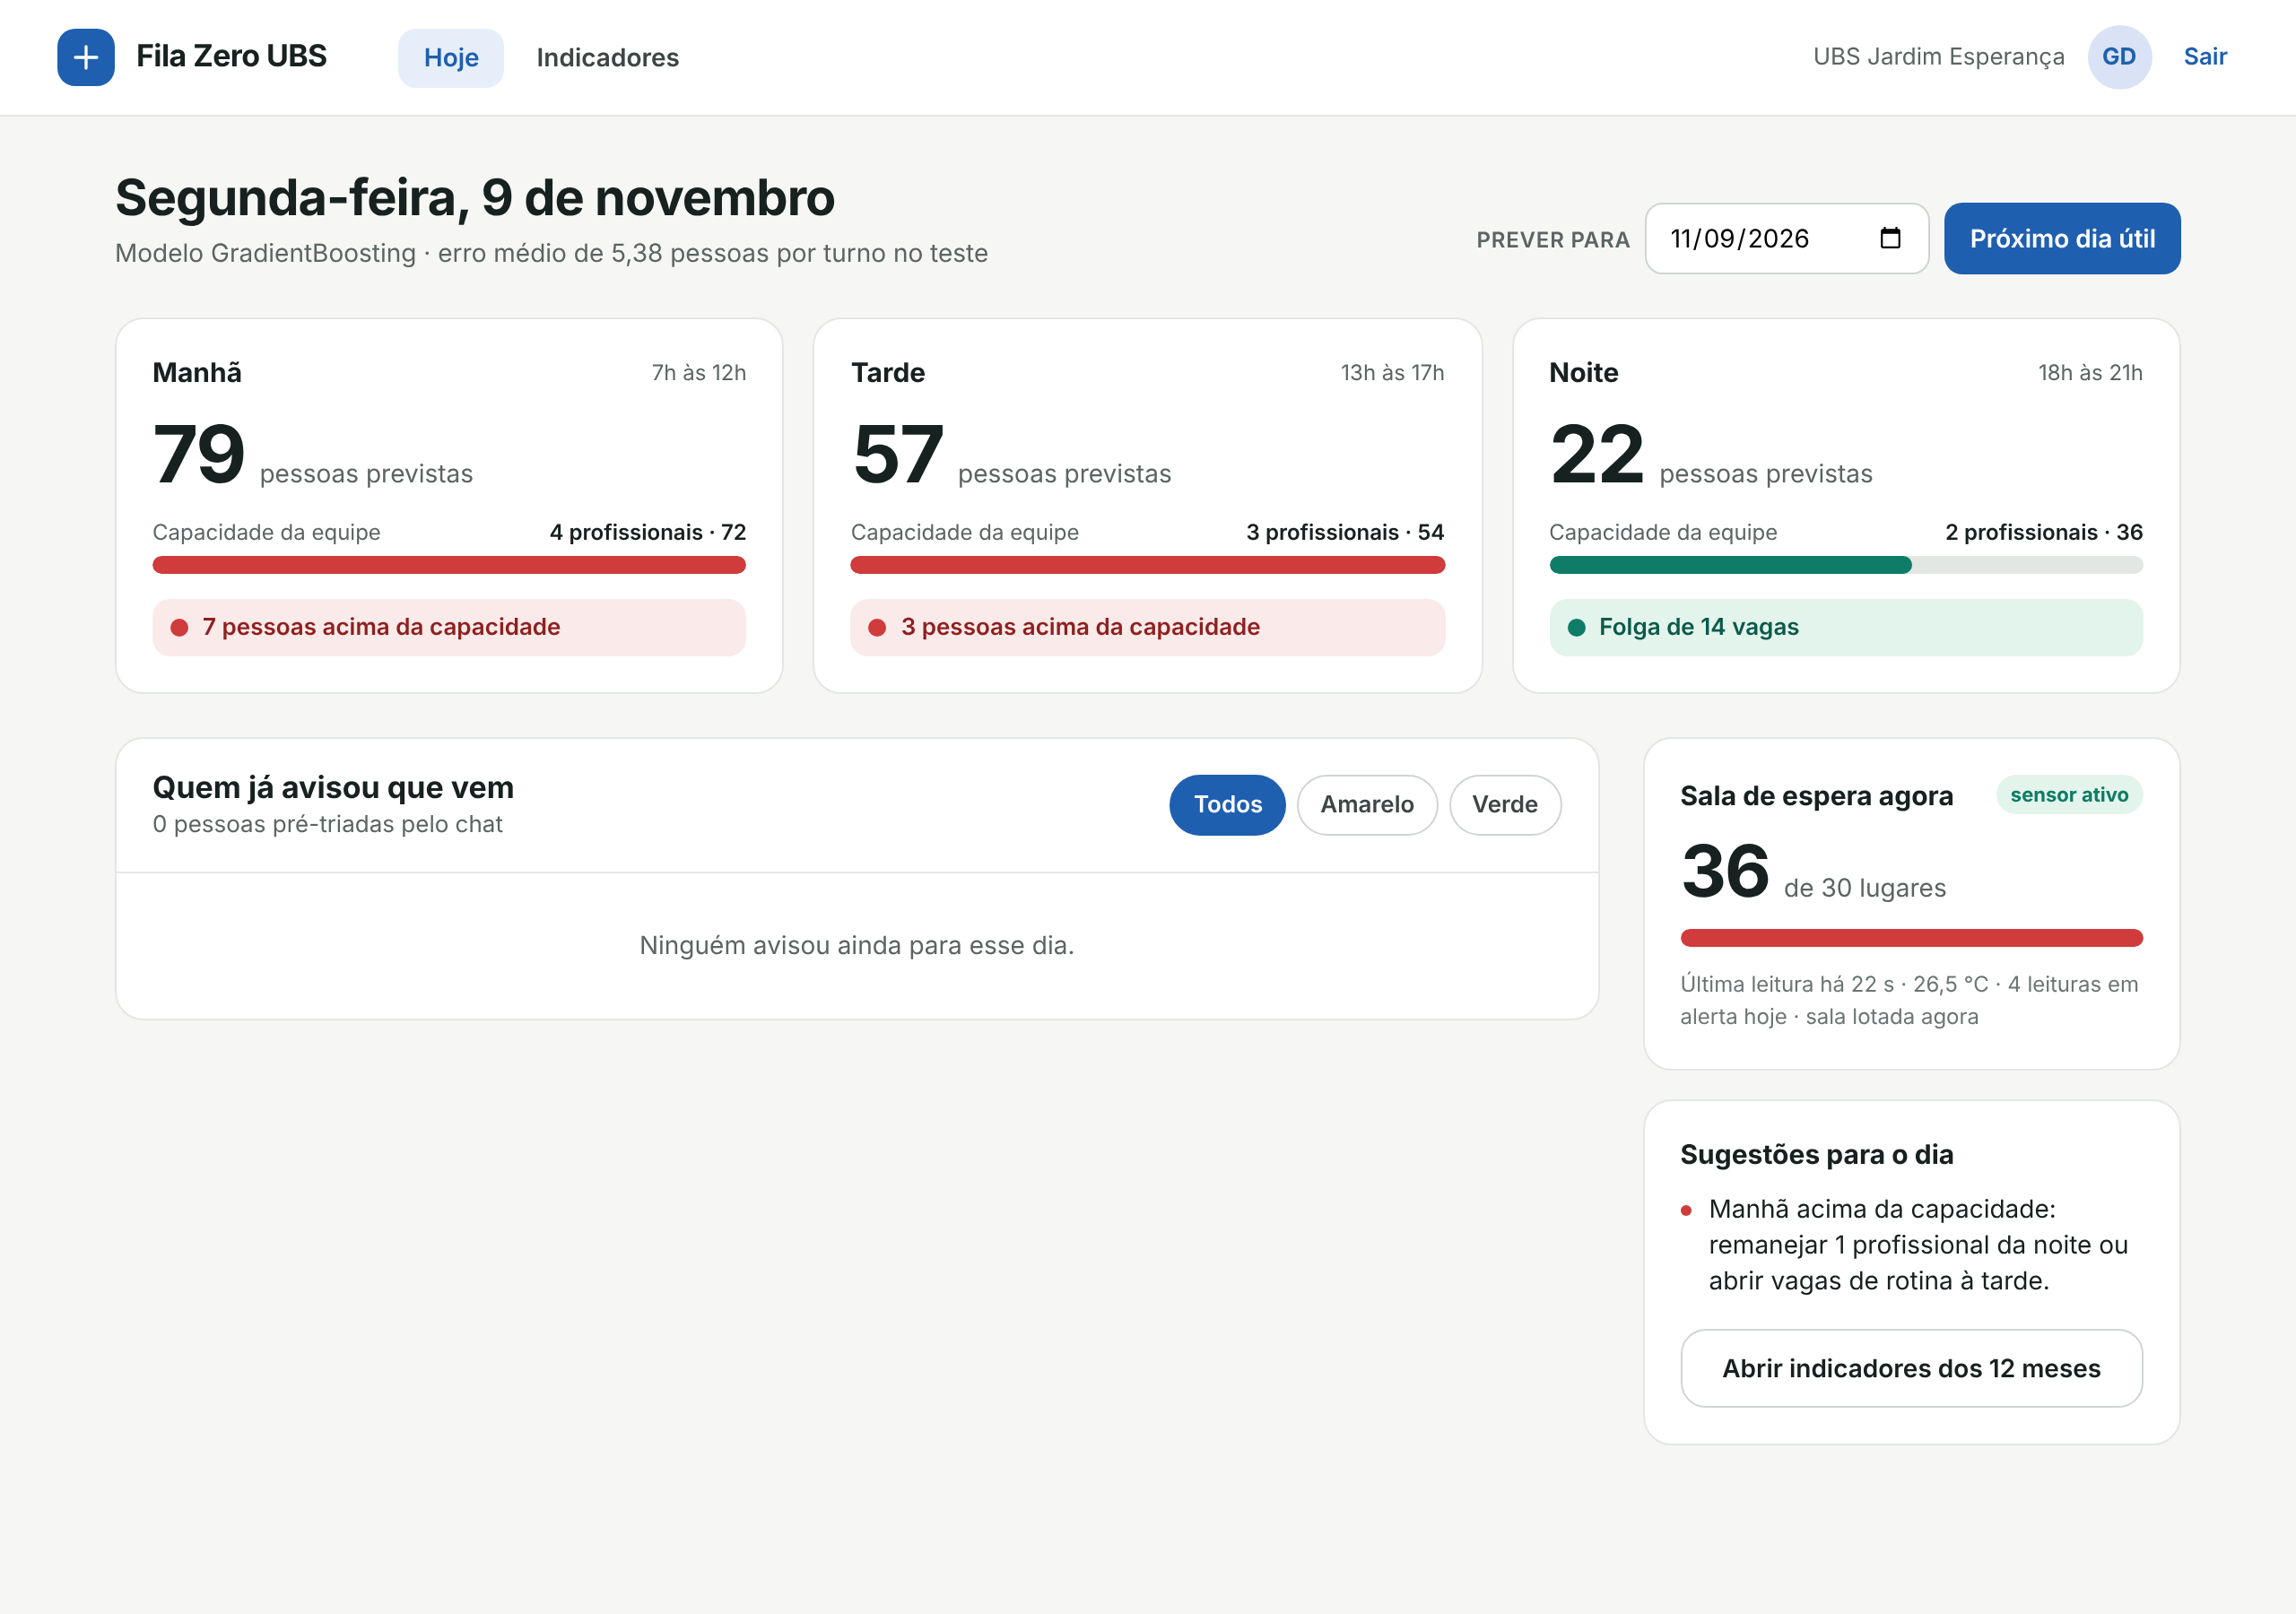 Fila Zero UBS
Hoje
Indicadores
UBS Jardim Esperança
GD
Sair
Segunda-feira, 9 de novembro
Modelo GradientBoosting · erro médio de 5,38 pessoas por turno no teste
PREVER PARA
11/09/2026
Próximo dia útil
Manhã
7h às 12h
79 pessoas previstas
Capacidade da equipe
4 profissionais · 72
7 pessoas acima da capacidade
Tarde
13h às 17h
57 pessoas previstas
Capacidade da equipe
3 profissionais · 54
3 pessoas acima da capacidade
Noite
18h às 21h
22 pessoas previstas
Capacidade da equipe
2 profissionais · 36
Folga de 14 vagas
Quem já avisou que vem
0 pessoas pré-triadas pelo chat
Todos
Amarelo
Verde
Ninguém avisou ainda para esse dia.
Sala de espera agora
sensor ativo
36 de 30 lugares
Última leitura há 22 s · 26,5 °C · 4 leituras em
alerta hoje · sala lotada agora
Sugestões para o dia
Manhã acima da capacidade:
remanejar 1 profissional da noite ou
abrir vagas de rotina à tarde.
Abrir indicadores dos 12 meses